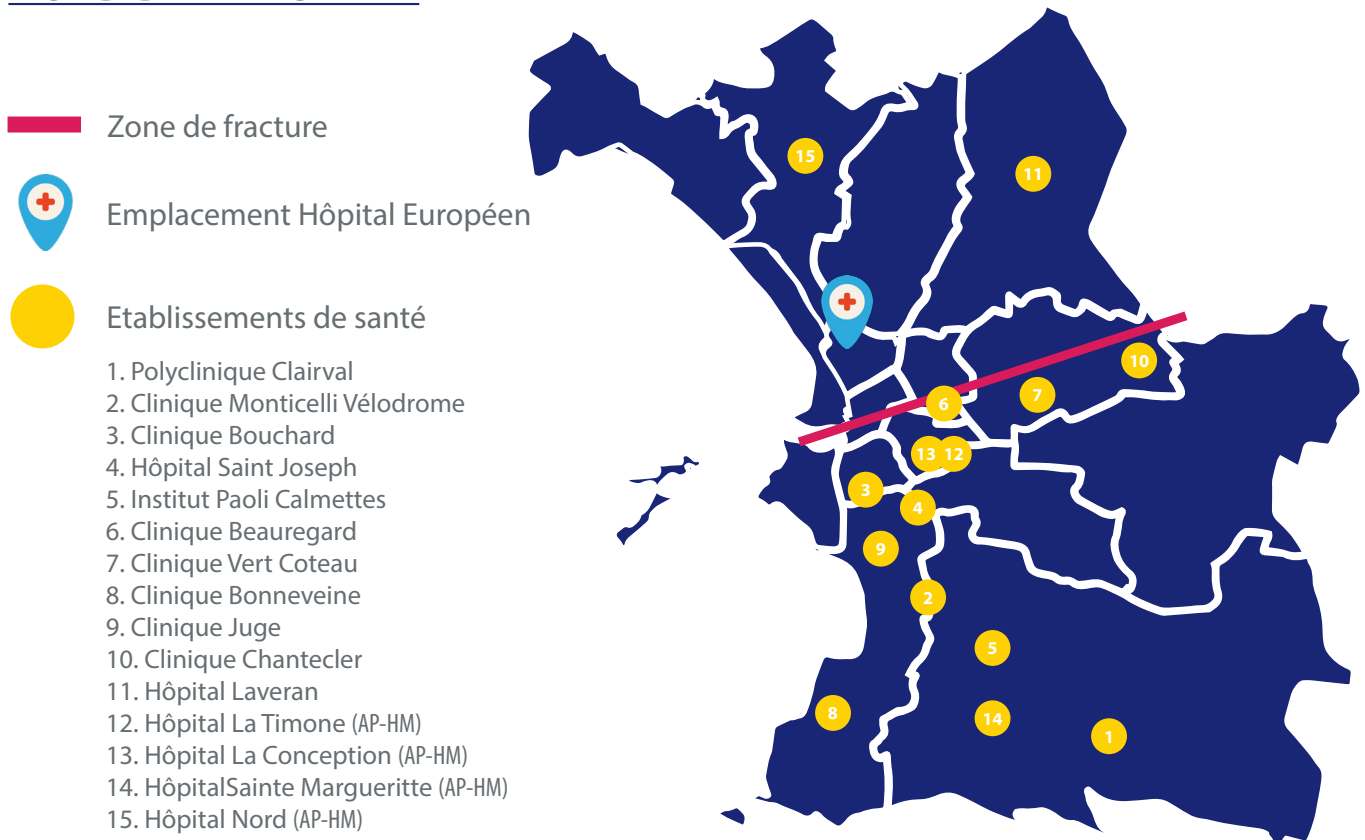 Zone de fracture
Emplacement Hôpital Européen
Etablissements de santé
1. Polyclinique Clairval
2. Clinique Monticelli Vélodrome
3. Clinique Bouchard
4. Hôpital Saint Joseph
5. Institut Paoli Calmettes
6. Clinique Beauregard
7. Clinique Vert Coteau
8. Clinique Bonneveine
9. Clinique Juge
10. Clinique Chantecler
11. Hôpital Laveran
12. Hôpital La Timone (AP-HM)
13. Hôpital La Conception (AP-HM)
14. HôpitalSainte Margueritte (AP-HM)
15. Hôpital Nord (AP-HM)
15
11
10
7
6
13 12
3
4
9
2
5
8
14
1